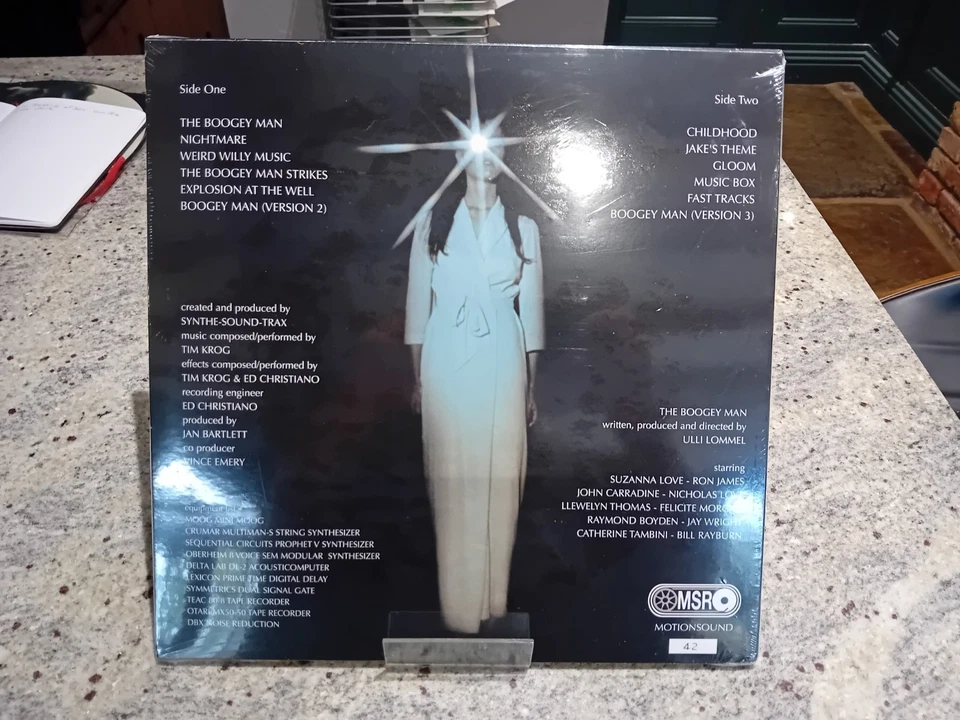 Side One
THE BOOGEY MAN
NIGHTMARE
WEIRD WILLY MUSIC
THE BOOGEY MAN STRIKES
EXPLOSION AT THE WELL
BOOGEY MAN (VERSION 2)
Side Two
CHILDHOOD
JAKE'S THEME
GLOOM
MUSIC BOX
FAST TRACKS
BOOGEY MAN (VERSION 3)
created and produced by
SYNTHE-SOUND-TRAX
music composed/performed by
TIM KROG
effects composed/performed by
TIM KROG & ED CHRISTIANO
recording engineer
ED CHRISTIANO
produced by
JAN BARTLETT
co producer
VINCE EMERY
equipment
MOOG MINI MOOG
CRUMAR MULTIMAN-S STRING SYNTHESIZER
SEQUENTIAL CIRCUITS PROPHET V SYNTHESIZER
OBERHEIM 8 VOICE SEM MODULAR SYNTHESIZER
DELTA LAB DL-2 ACOUSTICOMPUTER
LEXICON PRIME TIME DIGITAL DELAY
SYMMETRICS DUAL SIGNAL GATE
TEAC 80-8 TAPE RECORDER
OTARI MX50-50 TAPE RECORDER
DBX NOISE REDUCTION
THE BOOGEY MAN
written, produced and directed by
ULLI LOMMEL
starring
SUZANNA LOVE - RON JAMES
JOHN CARRADINE - NICHOLAS
LLEWELYN THOMAS - FELICITE
RAYMOND BOYDEN - JAY WRIGHT
CATHERINE TAMBINI - BILL RAYBURN
MSR
MOTIONSOUND
42